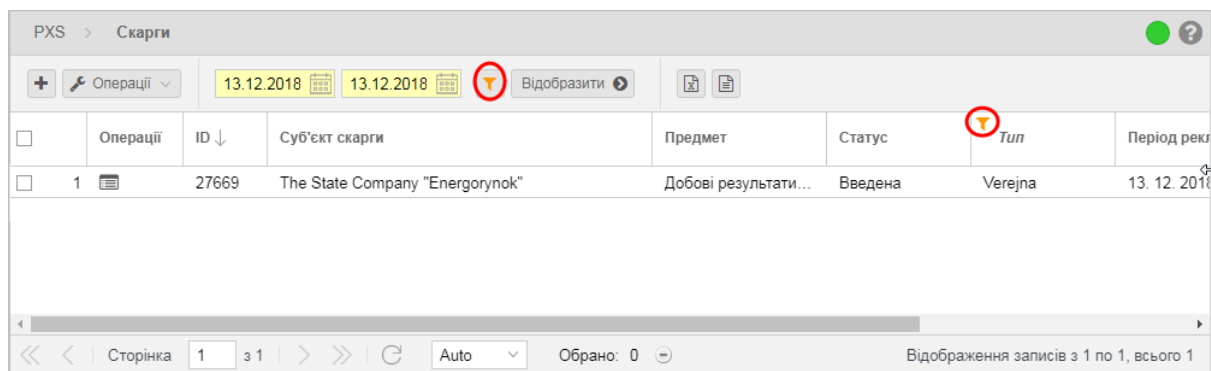 PXS > Скарги
Операції 13.12.2018 13.12.2018 Відобразити
Операції ID ↓ Суб'єкт скарги Предмет Статус Тип Період рекл
1 27669 The State Company "Energorynok" Добові результати... Введена Verejna 13. 12. 2018
Сторінка 1 з 1 Auto Обрано: 0 Відображення записів з 1 по 1, всього 1